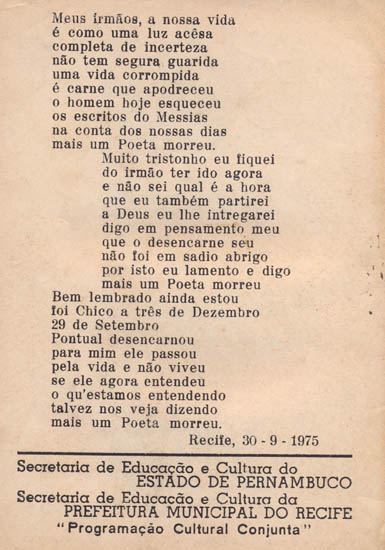 Meus irmãos, a nossa vida
é como uma luz acêsa
completa de incerteza
não tem segura guarida
uma vida corrompida
é carne que apodreceu
o homem hoje esqueceu
os escritos do Messias
na conta dos nossas dias
mais um Poeta morreu.
Muito tristonho eu fiquei
do irmão ter ido agora
e não sei qual é a hora
que eu também partirei
a Deus eu lhe intregarei
digo em pensamento meu
que o desencarne seu
não foi em sadio abrigo
por isto eu lamento e digo
mais um Poeta morreu
Bem lembrado ainda estou
foi Chico a três de Dezembro
29 de Setembro
Pontual desencarnou
para mim ele passou
pela vida e não viveu
se ele agora entendeu
o qu'estamos entendendo
talvez nos veja dizendo
mais um Poeta morreu.
Recife, 30 - 9 - 1975
Secretaria de Educação e Cultura do
ESTADO DE PERNAMBUCO
Secretaria de Educação e Cultura da
PREFEITURA MUNICIPAL DO RECIFE
"Programação Cultural Conjunta"